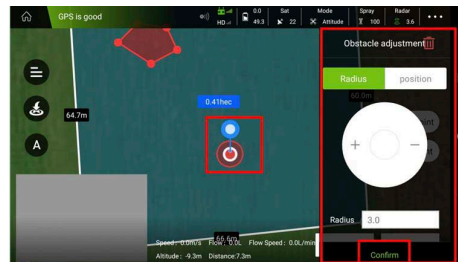 GPS is good
HD
0.0
49.3
Sat
22
Mode
Attitude
Spray
100
Radar
3.6
Obstacle adjustment
Radius
position
60.0m
0.41hec
64.7m
A
+
−
Radius
3.0
66.6m
Speed: 0.0m/s Flow: 0.0L Flow Speed: 0.0L/min
Altitude: -9.3m Distance:7.3m
Confirm